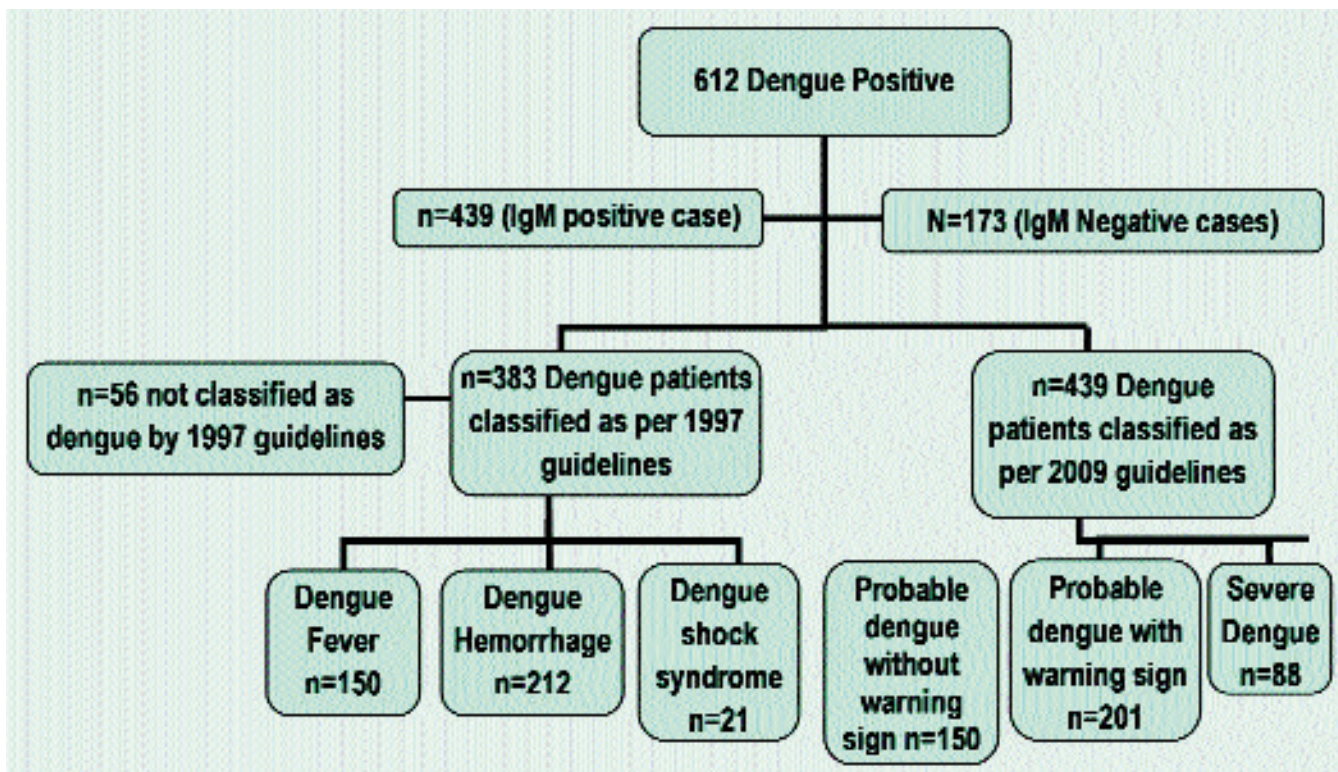 612 Dengue Positive
n=439 (IgM positive case)
N=173 (IgM Negative cases)
n=56 not classified as
dengue by 1997 guidelines
n=383 Dengue patients
classified as per 1997
guidelines
n=439 Dengue
patients classified as
per 2009 guidelines
Dengue
Fever
n=150
Dengue
Hemorrhage
n=212
Dengue
shock
syndrome
n=21
Probable
dengue
without
warning
sign n=150
Probable
dengue with
warning sign
n=201
Severe
Dengue
n=88